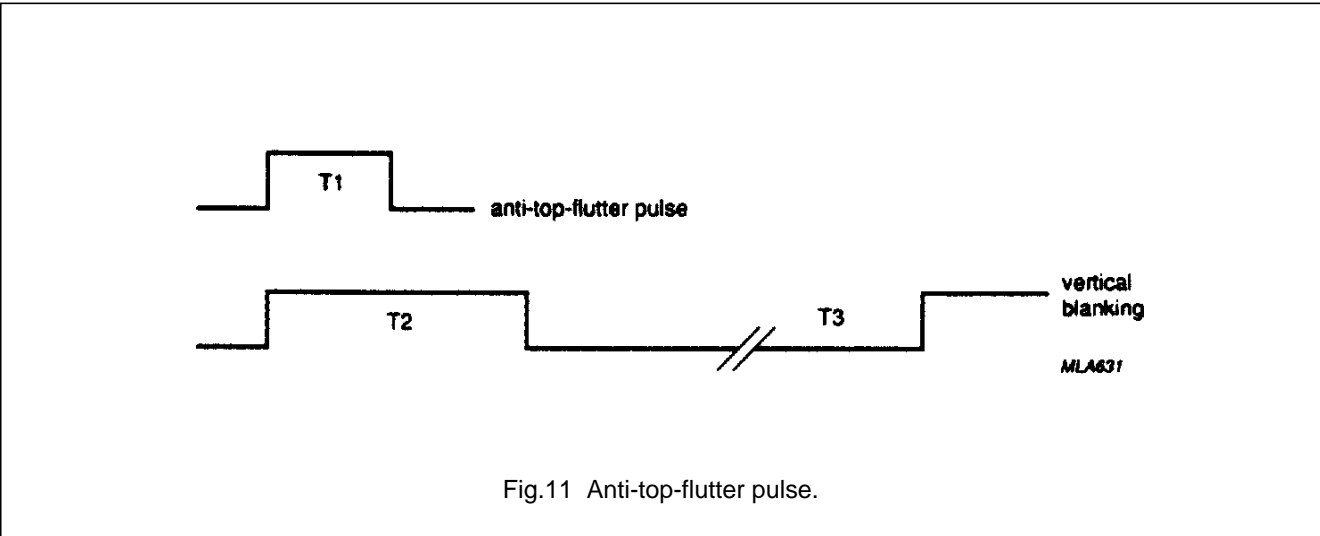 T1
anti-top-flutter pulse
T2
T3
vertical
blanking
MLA631
Fig.11 Anti-top-flutter pulse.